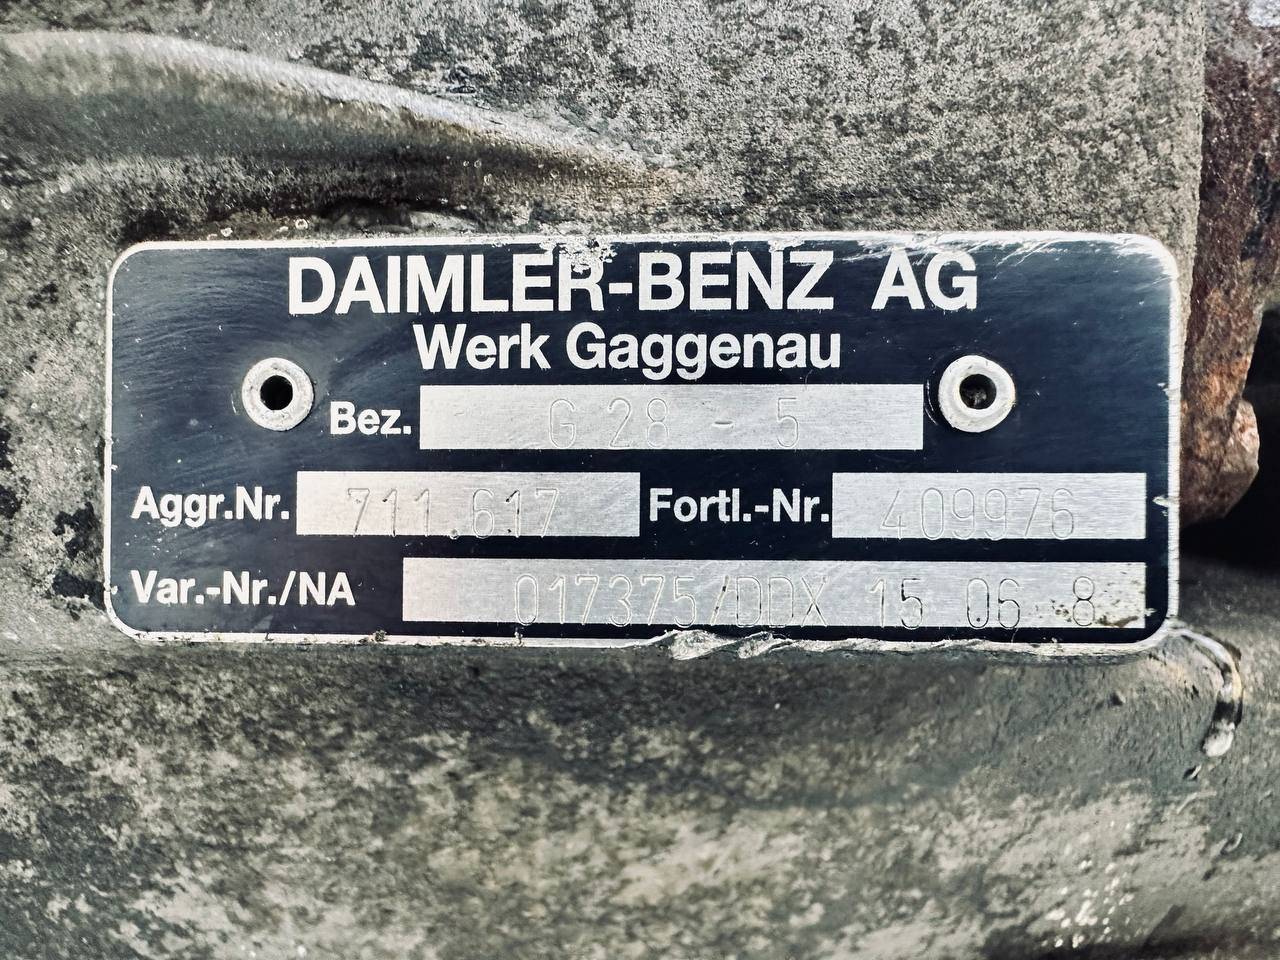 DAIMLER-BENZ AG
Werk Gaggenau
Bez. G 28 - 5
Aggr.Nr. 711.617 Fortl.-Nr. 409976
Var.-Nr./NA 017375/DDX 15 06 8